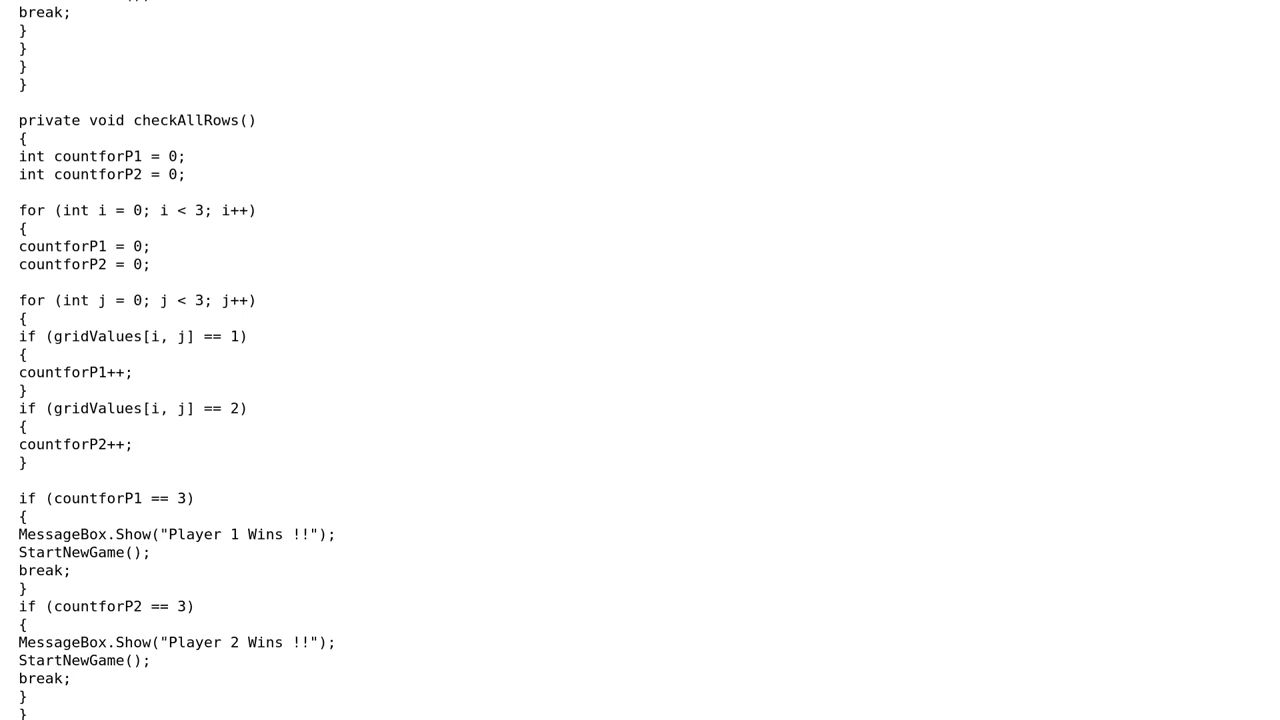 break;
}
}
}
}
private void checkAllRows()
{
int countforP1 = 0;
int countforP2 = 0;
for (int i = 0; i < 3; i++)
{
countforP1 = 0;
countforP2 = 0;
for (int j = 0; j < 3; j++)
{
if (gridValues[i, j] == 1)
{
countforP1++;
}
if (gridValues[i, j] == 2)
{
countforP2++;
}
if (countforP1 == 3)
{
MessageBox.Show("Player 1 Wins !!");
StartNewGame();
break;
}
if (countforP2 == 3)
{
MessageBox.Show("Player 2 Wins !!");
StartNewGame();
break;
}
}